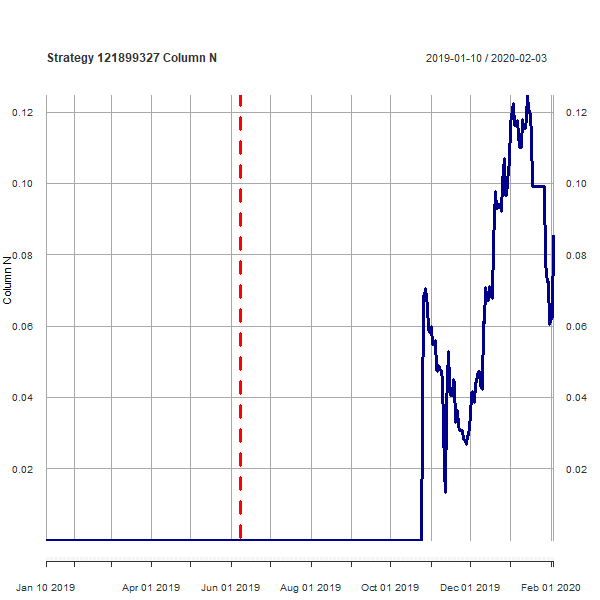 Strategy 121899327 Column N
2019-01-10 / 2020-02-03
Column N
0.12
0.10
0.08
0.06
0.04
0.02
0.12
0.10
0.08
0.06
0.04
0.02
Jan 10 2019
Apr 01 2019
Jun 01 2019
Aug 01 2019
Oct 01 2019
Dec 01 2019
Feb 01 2020